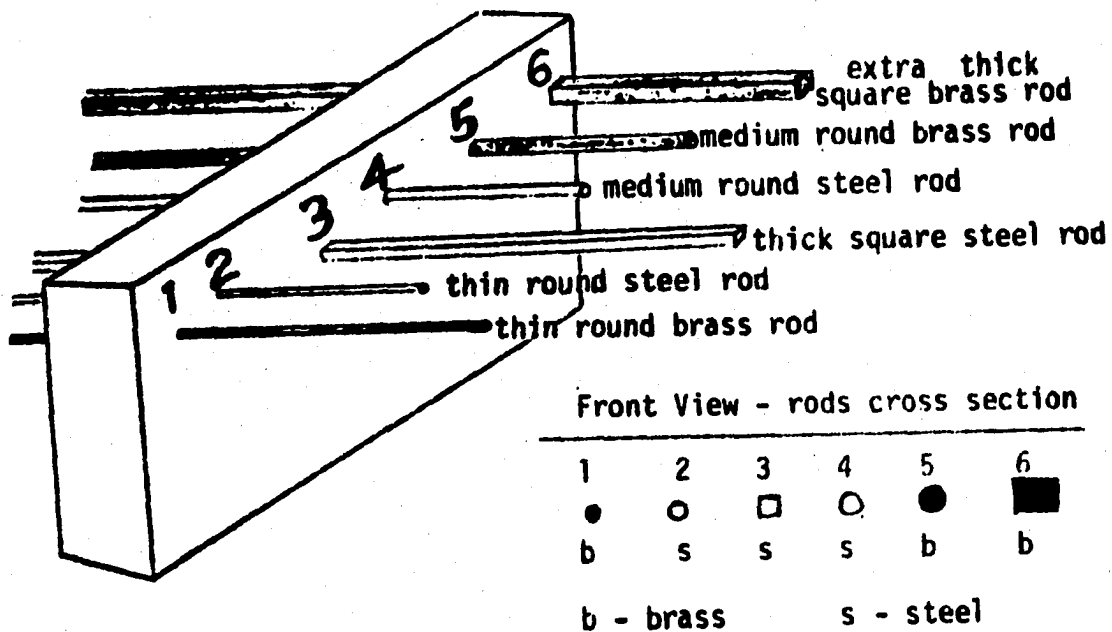 6
extra thick
square brass rod
5
medium round brass rod
4
medium round steel rod
3
thick square steel rod
2
thin round steel rod
1
thin round brass rod
Front View - rods cross section
1 2 3 4 5 6
b s s s b b
b - brass s - steel